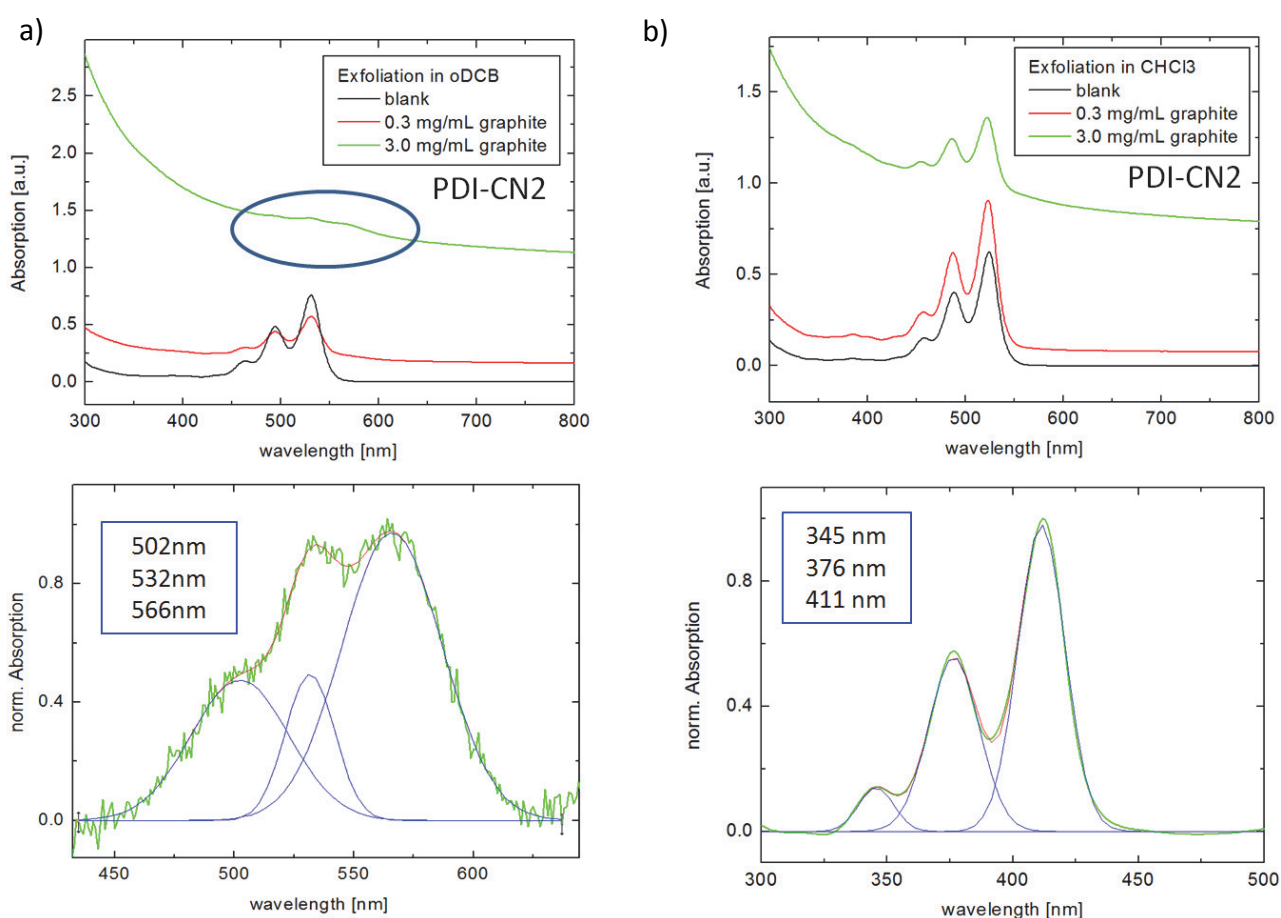 a)
Absorption [a.u.]
2.5
2.0
1.5
1.0
0.5
0.0
Exfoliation in oDCB
blank
0.3 mg/mL graphite
3.0 mg/mL graphite
PDI-CN2
300 400 500 600 700 800
wavelength [nm]
b)
Absorption [a.u.]
1.5
1.0
0.5
0.0
Exfoliation in CHCl3
blank
0.3 mg/mL graphite
3.0 mg/mL graphite
PDI-CN2
300 400 500 600 700 800
wavelength [nm]
norm. Absorption
0.8
0.4
0.0
502nm
532nm
566nm
450 500 550 600
wavelength [nm]
norm. Absorption
0.8
0.4
0.0
345 nm
376 nm
411 nm
300 350 400 450 500
wavelength [nm]